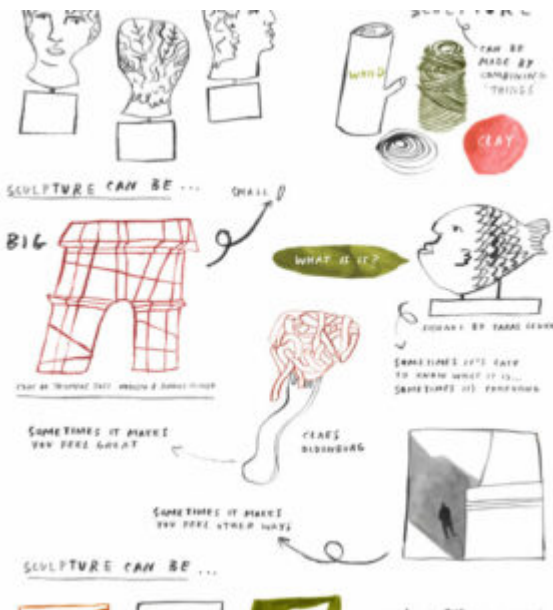 SCULPTURE
CAN BE
MADE BY
COMBINING
THINGS
WOOD
CLAY
SCULPTURE CAN BE ...
SMALL
BIG
WHAT IS IT?
SOMETIMES IT'S EASY
TO KNOW WHAT IT IS...
SOMETIMES IT'S CONFUSING
SOMETIMES IT MAKES
YOU FEEL GREAT
CLAES
OLDENBURG
SOMETIMES IT MAKES
YOU FEEL OTHER WAYS
SCULPTURE CAN BE ...